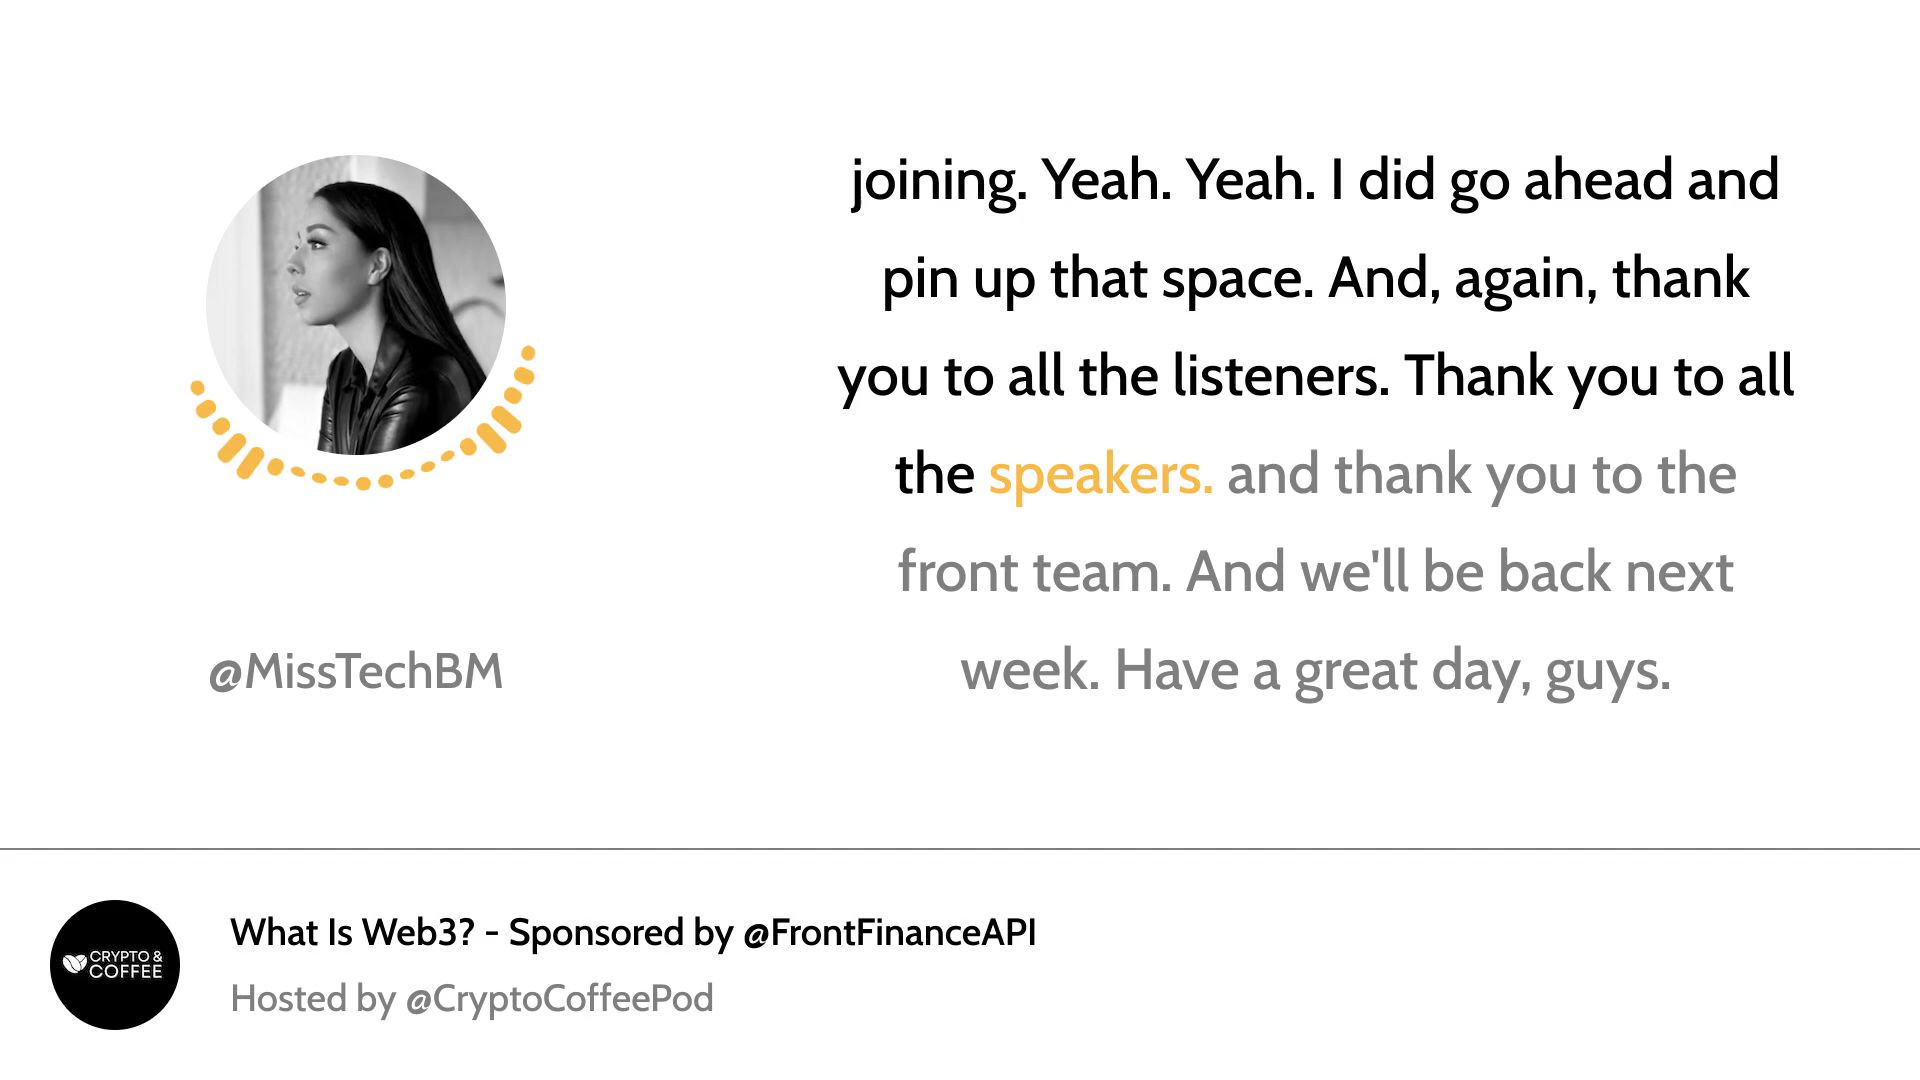 joining. Yeah. Yeah. I did go ahead and
pin up that space. And, again, thank
you to all the listeners. Thank you to all
the speakers. and thank you to the
front team. And we'll be back next
week. Have a great day, guys.
@MissTechBM
CRYPTO &
COFFEE
What Is Web3? - Sponsored by @FrontFinanceAPI
Hosted by @CryptoCoffeePod